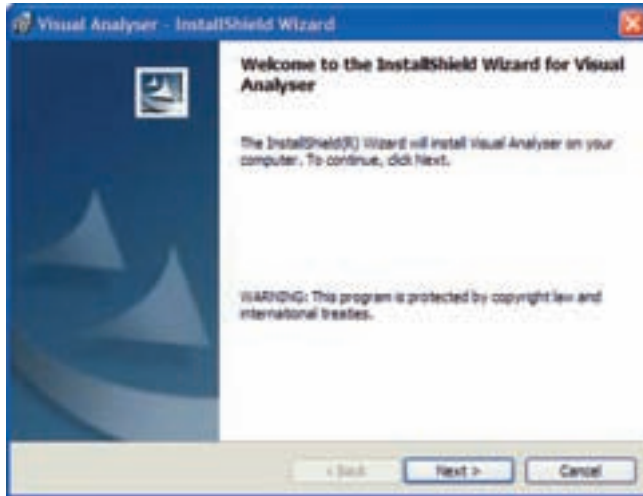 Visual Analyser - InstallShield Wizard
Welcome to the InstallShield Wizard for Visual
Analyser
The InstallShield(R) Wizard will install Visual Analyser on your
computer. To continue, click Next.
WARNING: This program is protected by copyright law and
international treaties.
< Back
Next >
Cancel